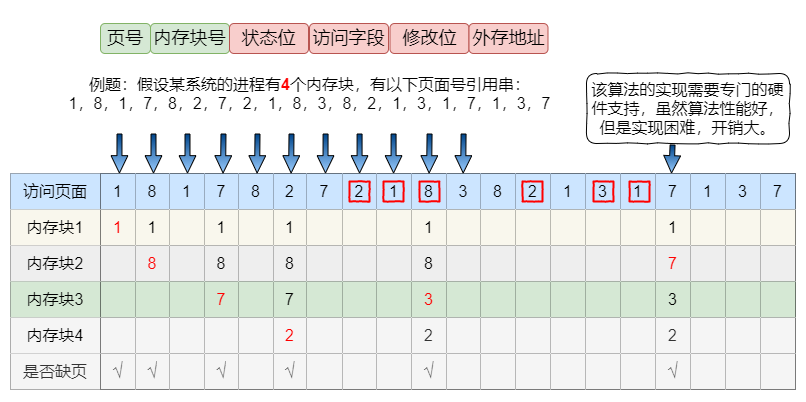 页号 内存块号 状态位 访问字段 修改位 外存地址
例题：假设某系统的进程有4个内存块，有以下页面号引用串：
1，8，1，7，8，2，7，2，1，8，3，8，2，1，3，1，7，1，3，7
该算法的实现需要专门的硬
件支持，虽然算法性能好，
但是实现困难，开销大。
访问页面 1 8 1 7 8 2 7 2 1 8 3 8 2 1 3 1 7 1 3 7
内存块1 1 1 1 1 1 1
内存块2 8 8 8 8 7
内存块3 7 7 3 3
内存块4 2 2 2
是否缺页 √ √ √ √ √ √